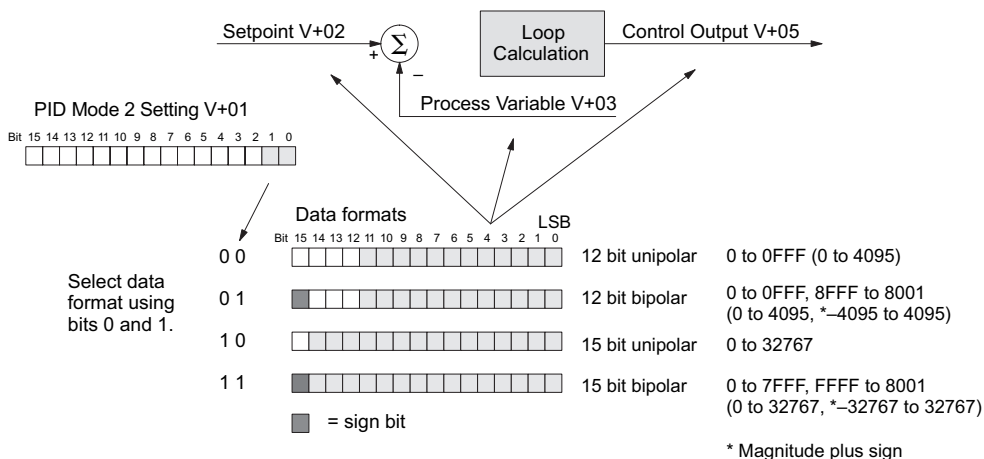 Setpoint V+02
+
Σ
–
Loop
Calculation
Control Output V+05
Process Variable V+03
PID Mode 2 Setting V+01
Bit 15 14 13 12 11 10 9 8 7 6 5 4 3 2 1 0
Data formats
LSB
Bit 15 14 13 12 11 10 9 8 7 6 5 4 3 2 1 0
Select data
format using
bits 0 and 1.
0 0
12 bit unipolar
0 to 0FFF (0 to 4095)
0 1
12 bit bipolar
0 to 0FFF, 8FFF to 8001
(0 to 4095, *–4095 to 4095)
1 0
15 bit unipolar
0 to 32767
1 1
15 bit bipolar
0 to 7FFF, FFFF to 8001
(0 to 32767, *–32767 to 32767)
= sign bit
* Magnitude plus sign